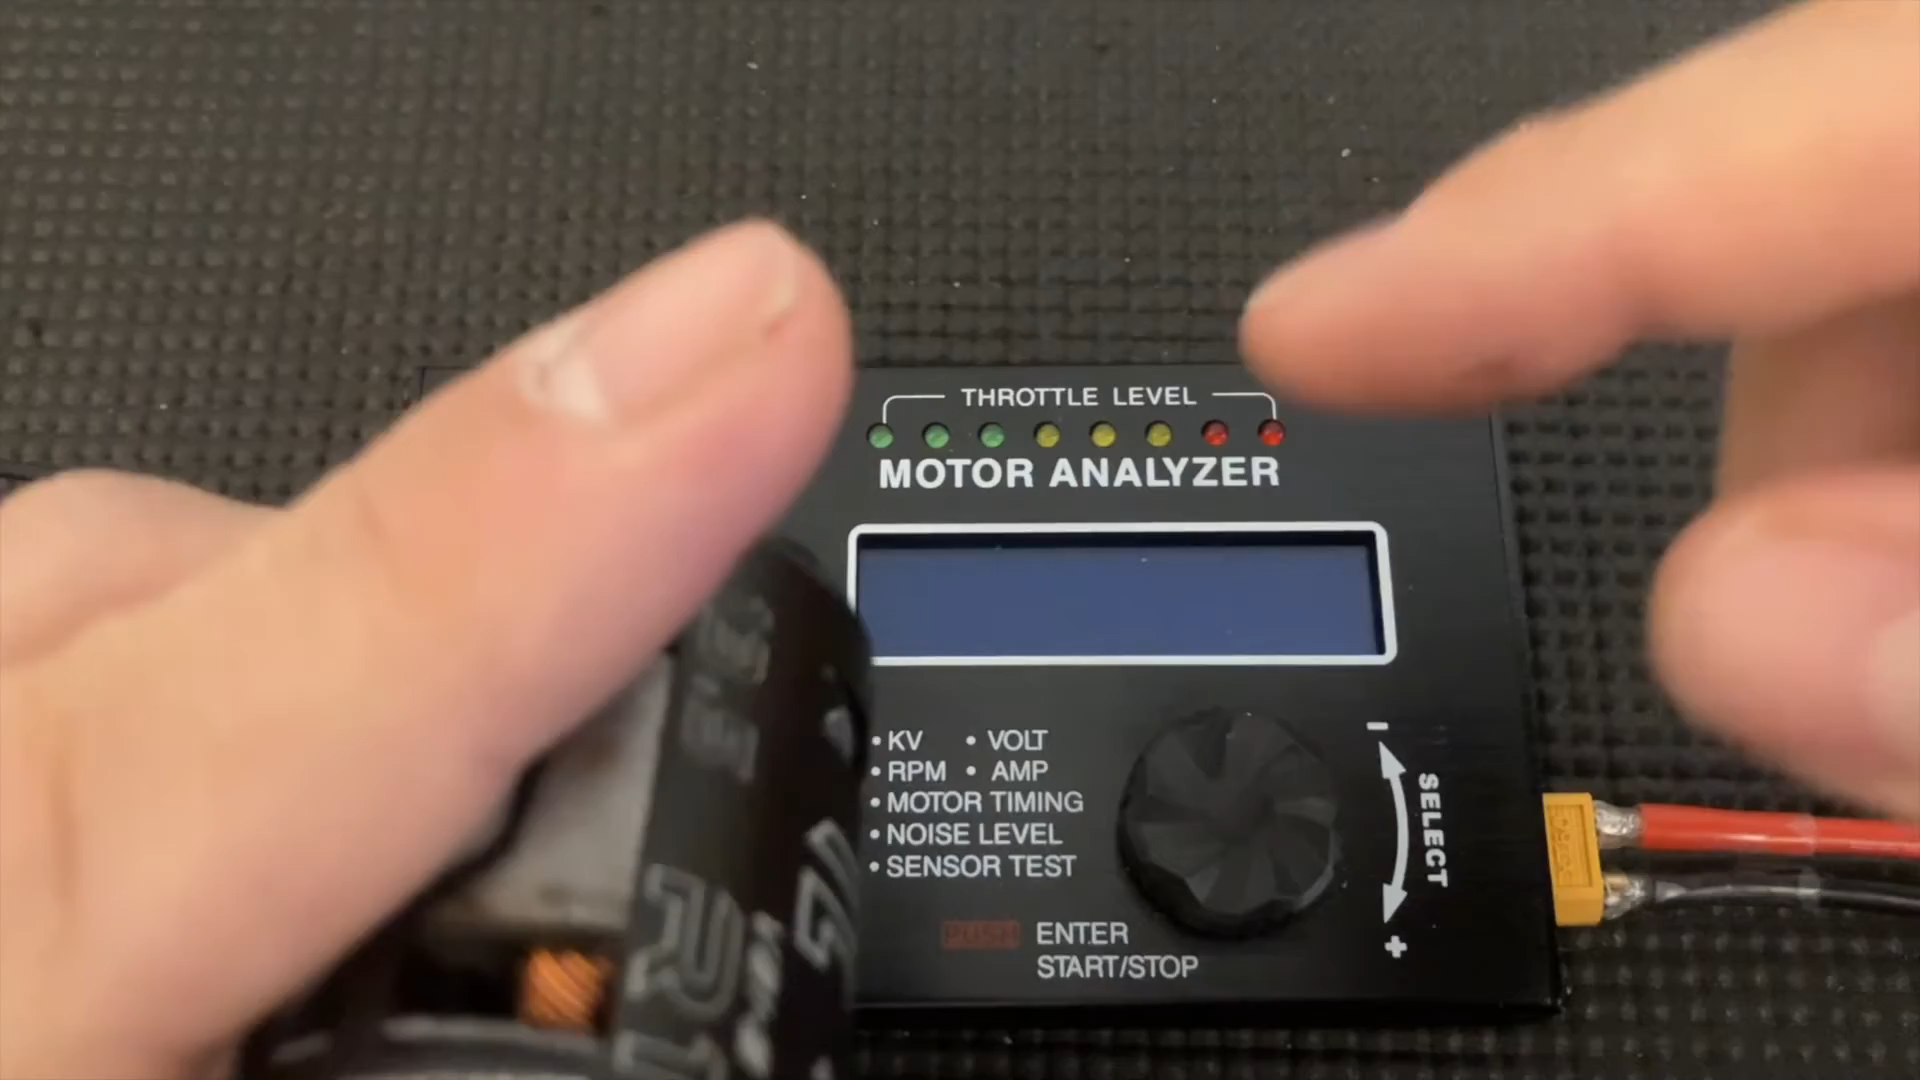 THROTTLE LEVEL
MOTOR ANALYZER
• KV • VOLT
• RPM • AMP
• MOTOR TIMING
• NOISE LEVEL
• SENSOR TEST
PUSH ENTER
START/STOP
−
SELECT
+
R1